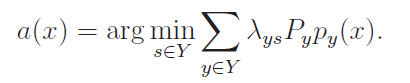 a(x) = arg min_{s∈Y} ∑_{y∈Y} λ_{ys} P_y p_y(x).